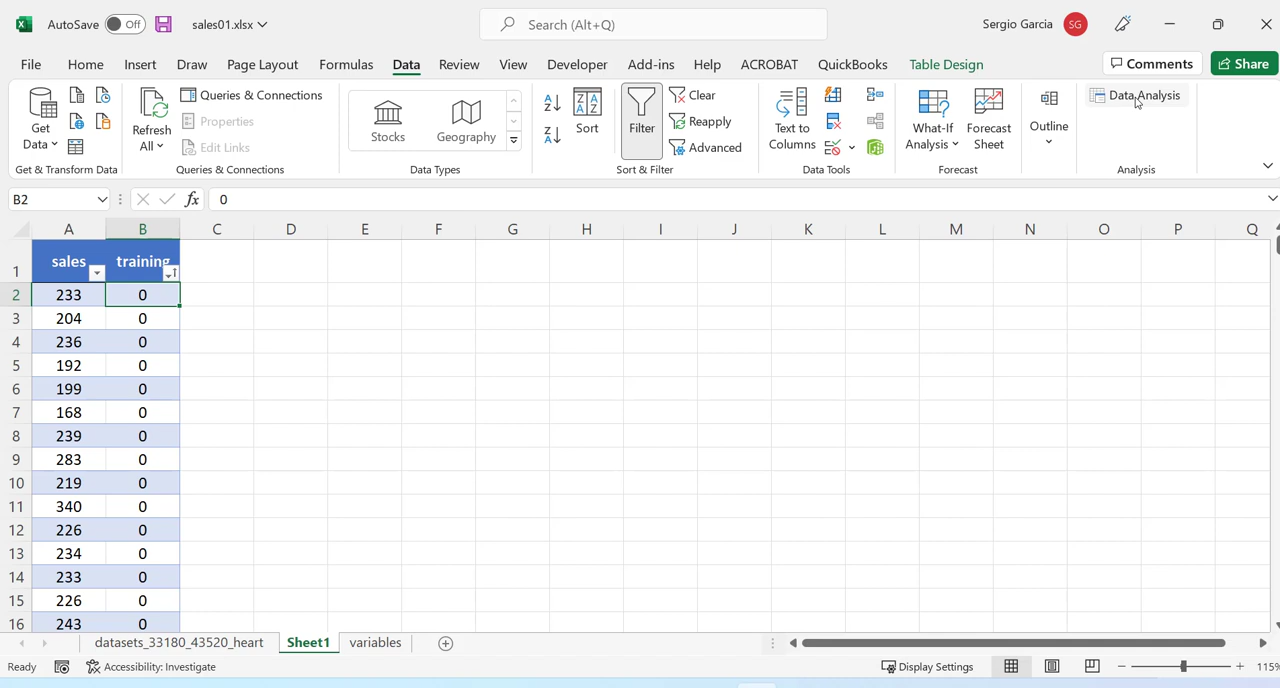 AutoSave Off sales01.xlsx Search (Alt+Q) Sergio Garcia SG
File Home Insert Draw Page Layout Formulas Data Review View Developer Add-ins Help ACROBAT QuickBooks Table Design Comments Share
Get Data
Get & Transform Data
Refresh All
Queries & Connections
Properties
Edit Links
Queries & Connections
Stocks Geography
Data Types
Sort
Filter
Clear
Reapply
Advanced
Sort & Filter
Text to Columns
Data Tools
What-If Analysis
Forecast Sheet
Forecast
Outline
Data Analysis
Analysis
B2 fx 0
A B C D E F G H I J K L M N O P Q
1 sales training
2 233 0
3 204 0
4 236 0
5 192 0
6 199 0
7 168 0
8 239 0
9 283 0
10 219 0
11 340 0
12 226 0
13 234 0
14 233 0
15 226 0
16 243 0
datasets_33180_43520_heart Sheet1 variables
Ready Accessibility: Investigate Display Settings 115%